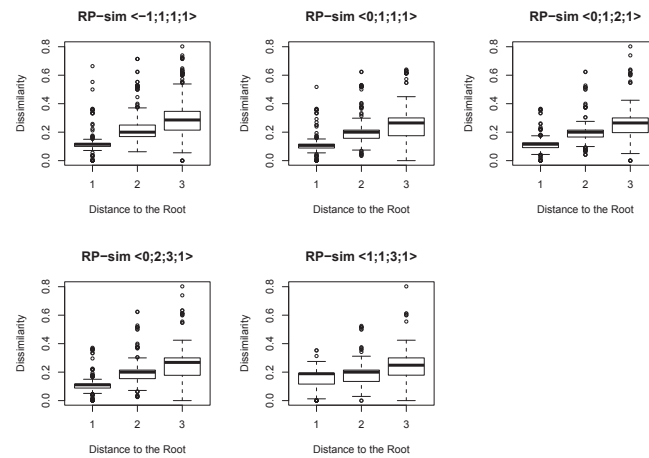 RP−sim <−1;1;1;1>
Dissimilarity
0.0 0.2 0.4 0.6 0.8
1 2 3
Distance to the Root
RP−sim <0;1;1;1>
Dissimilarity
0.0 0.2 0.4 0.6 0.8
1 2 3
Distance to the Root
RP−sim <0;1;2;1>
Dissimilarity
0.0 0.2 0.4 0.6 0.8
1 2 3
Distance to the Root
RP−sim <0;2;3;1>
Dissimilarity
0.0 0.2 0.4 0.6 0.8
1 2 3
Distance to the Root
RP−sim <1;1;3;1>
Dissimilarity
0.0 0.2 0.4 0.6 0.8
1 2 3
Distance to the Root